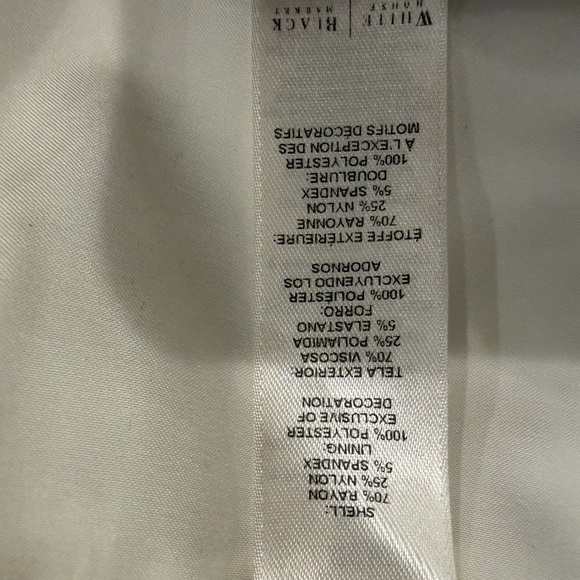 SHELL:
70% RAYON
25% NYLON
5% SPANDEX
LINING:
100% POLYESTER
EXCLUSIVE OF
DECORATION
TELA EXTERIOR:
70% VISCOSA
25% POLIAMIDA
5% ELASTANO
FORRO:
100% POLIÉSTER
EXCLUYENDO LOS
ADORNOS
ÉTOFFE EXTÉRIEURE:
70% RAYONNE
25% NYLON
5% SPANDEX
DOUBLURE:
100% POLYESTER
À L'EXCEPTION DES
MOTIFS DÉCORATIFS
WHITE | BLACK
HOUSE | MARKET